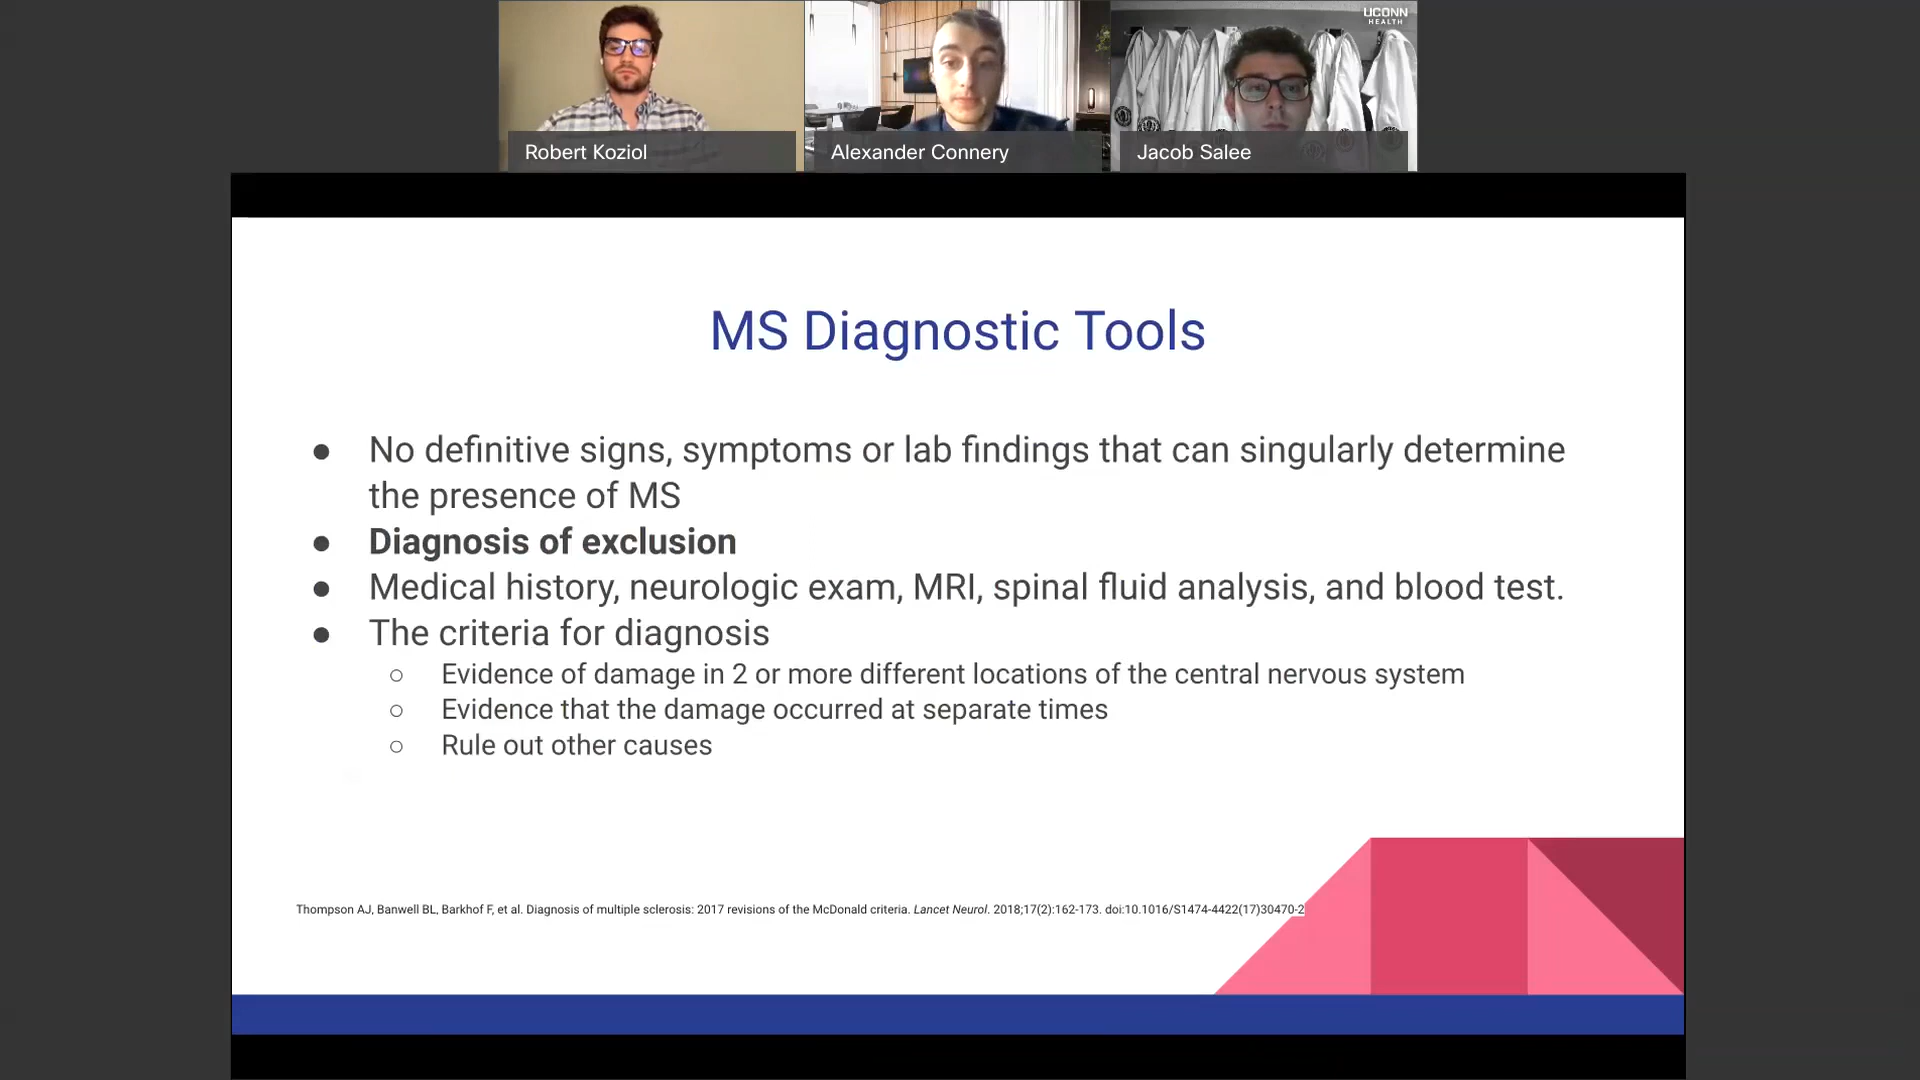 UCONN
HEALTH
Robert Koziol
Alexander Connery
Jacob Salee
MS Diagnostic Tools
● No definitive signs, symptoms or lab findings that can singularly determine
the presence of MS
● Diagnosis of exclusion
● Medical history, neurologic exam, MRI, spinal fluid analysis, and blood test.
● The criteria for diagnosis
○ Evidence of damage in 2 or more different locations of the central nervous system
○ Evidence that the damage occurred at separate times
○ Rule out other causes
Thompson AJ, Banwell BL, Barkhof F, et al. Diagnosis of multiple sclerosis: 2017 revisions of the McDonald criteria. Lancet Neurol. 2018;17(2):162-173. doi:10.1016/S1474-4422(17)30470-2